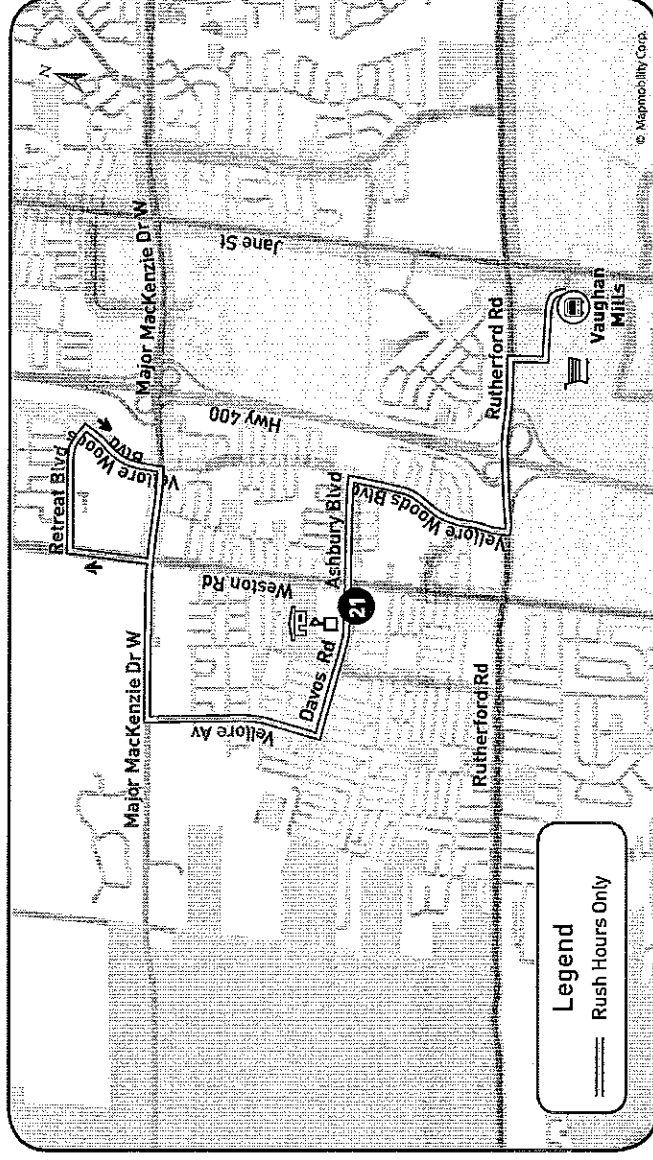 N
Major MacKenzie Dr W
Jane St
Hwy 400
Retreat Blvd
Vellore Woods
Blvd
Major MacKenzie Dr W
Weston Rd
Ashbury Blvd
21
Davos Rd
Vellore Av
Vellore Woods Blvd
Rutherford Rd
Rutherford Rd
Vaughan
Mills
Legend
Rush Hours Only
© Mapmobility Corp.